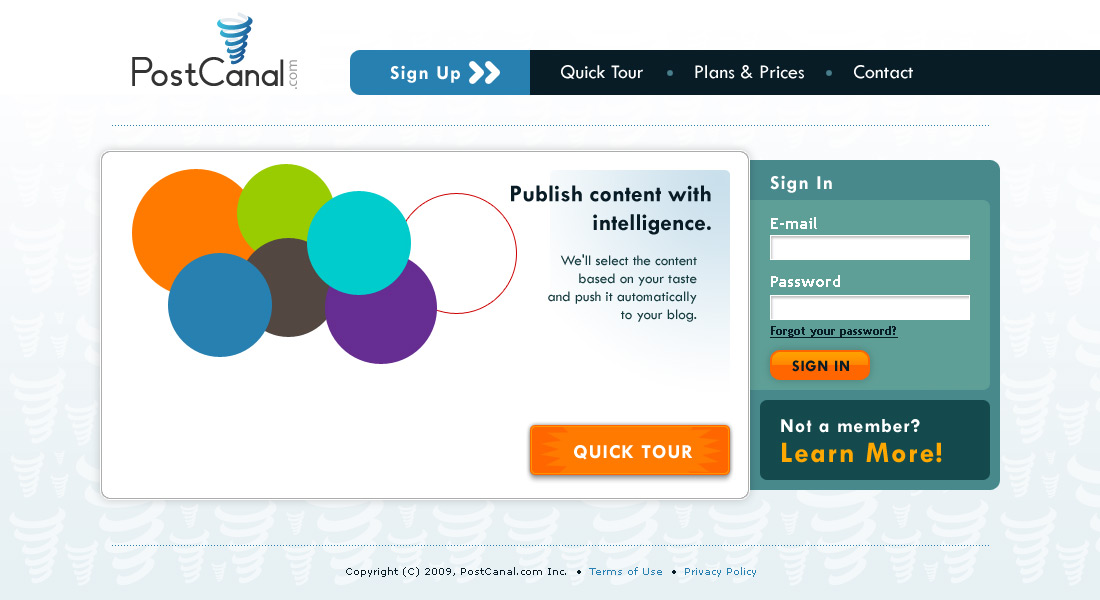 PostCanal.com
Sign Up
Quick Tour • Plans & Prices • Contact
Publish content with
intelligence.
We'll select the content
based on your taste
and push it automatically
to your blog.
QUICK TOUR
Sign In
E-mail
Password
Forgot your password?
SIGN IN
Not a member?
Learn More!
Copyright (C) 2009, PostCanal.com Inc. • Terms of Use • Privacy Policy